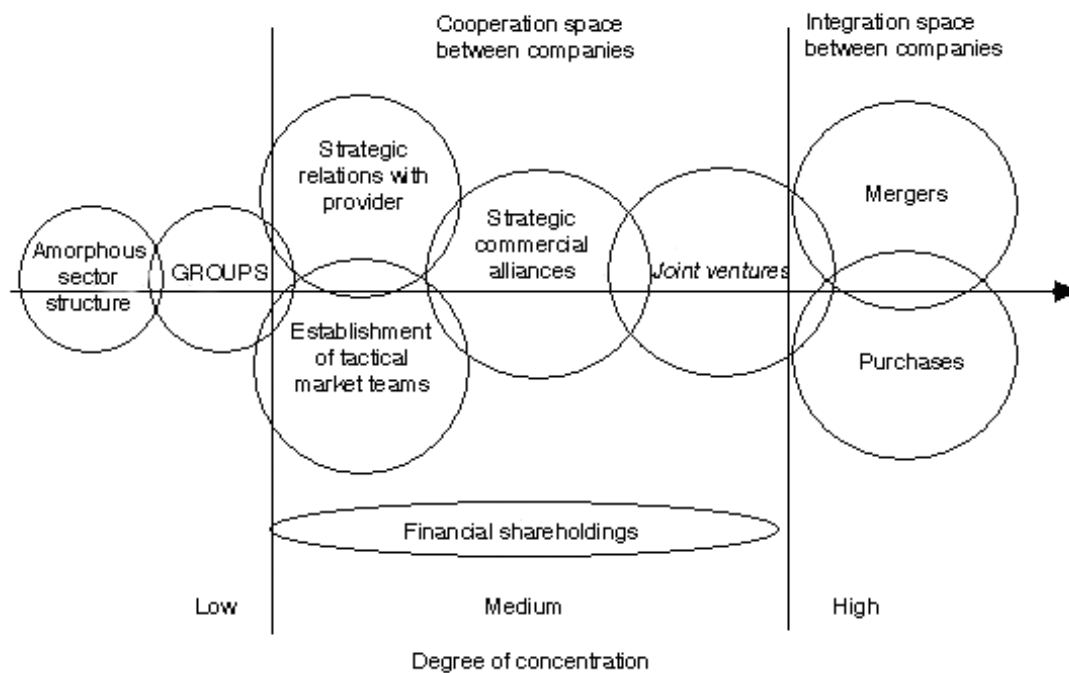 Cooperation space
between companies
Integration space
between companies
Strategic
relations with
provider
Mergers
Amorphous
sector
structure
GROUPS
Strategic
commercial
alliances
Joint ventures
Establishment
of tactical
market teams
Purchases
Financial shareholdings
Low
Medium
High
Degree of concentration